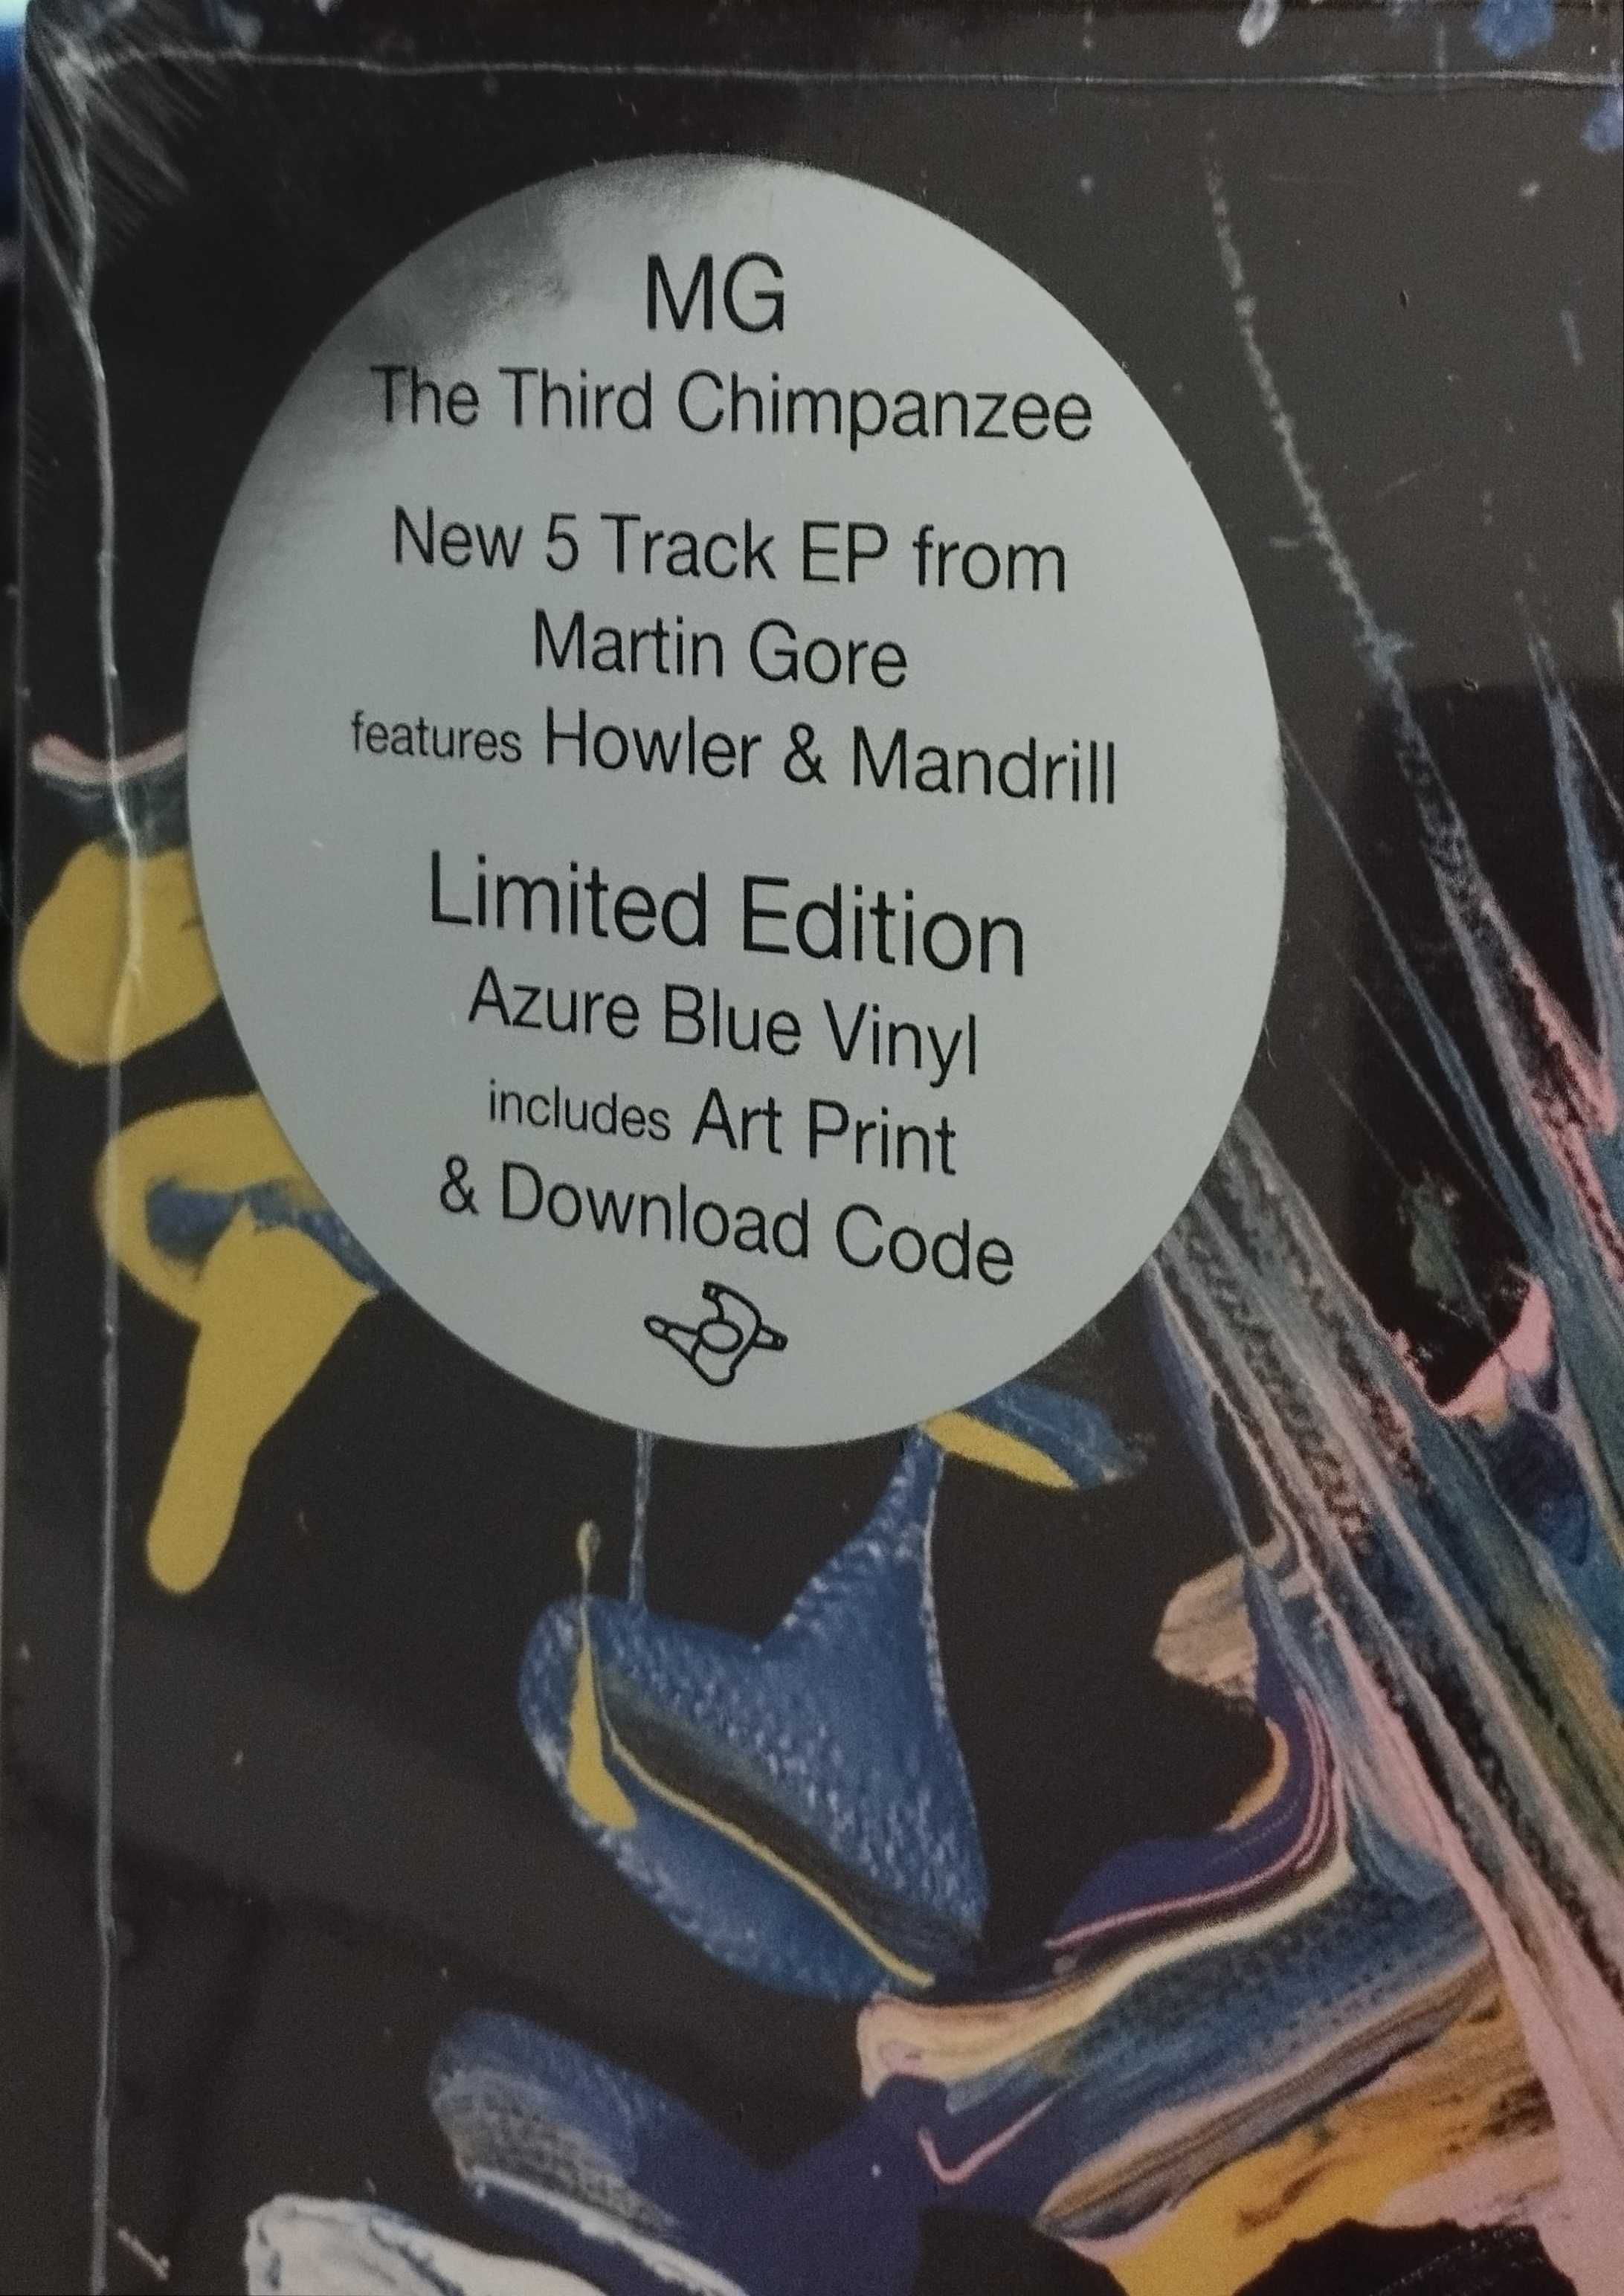 MG
The Third Chimpanzee
New 5 Track EP from
Martin Gore
features Howler & Mandrill
Limited Edition
Azure Blue Vinyl
includes Art Print
& Download Code